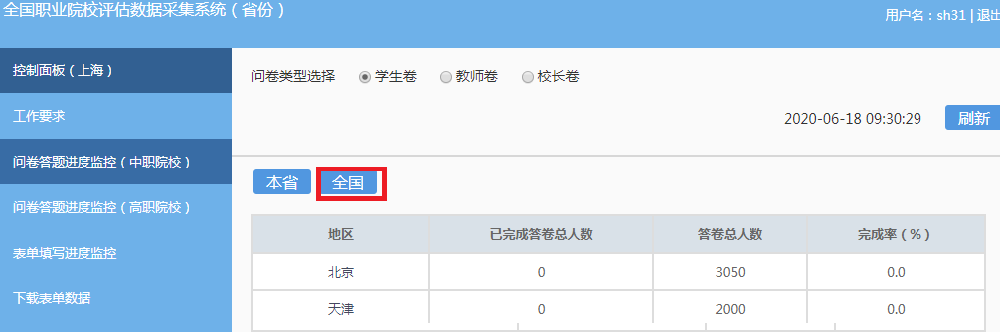 全国职业院校评估数据采集系统（省份）
用户名：sh31 | 退出
控制面板（上海）
工作要求
问卷答题进度监控（中职院校）
问卷答题进度监控（高职院校）
表单填写进度监控
下载表单数据
问卷类型选择 学生卷 教师卷 校长卷
2020-06-18 09:30:29 刷新
本省 全国
地区 已完成答卷总人数 答卷总人数 完成率（%）
北京 0 3050 0.0
天津 0 2000 0.0